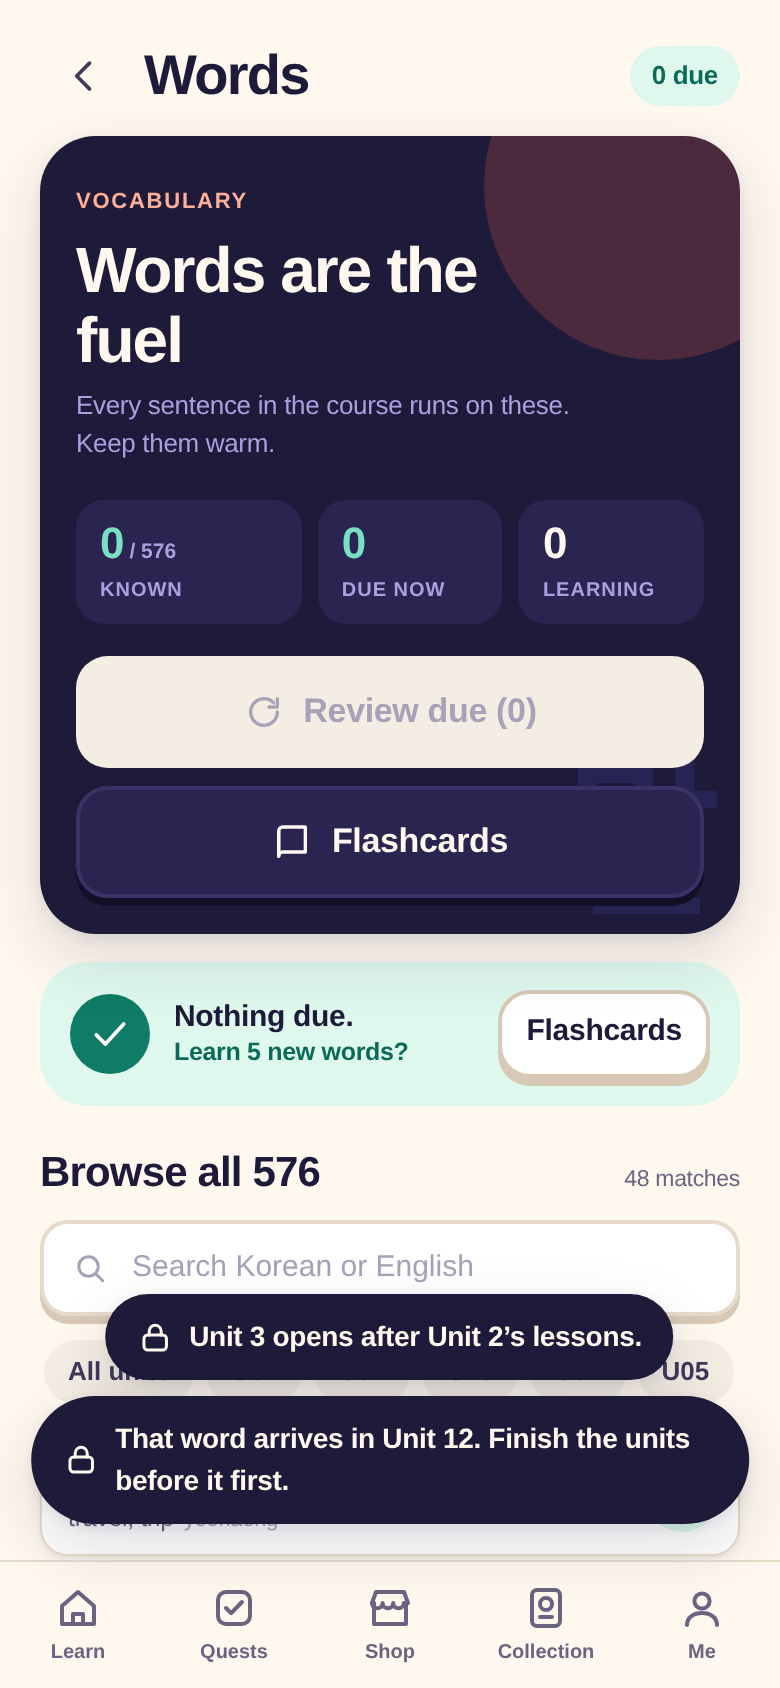 Words
0 due
VOCABULARY
Words are the
fuel
Every sentence in the course runs on these.
Keep them warm.
0 / 576
KNOWN
0
DUE NOW
0
LEARNING
Review due (0)
Flashcards
Nothing due.
Learn 5 new words?
Flashcards
Browse all 576
48 matches
Search Korean or English
Unit 3 opens after Unit 2’s lessons.
All
U05
That word arrives in Unit 12. Finish the units
before it first.
travel, trip
Learn
Quests
Shop
Collection
Me